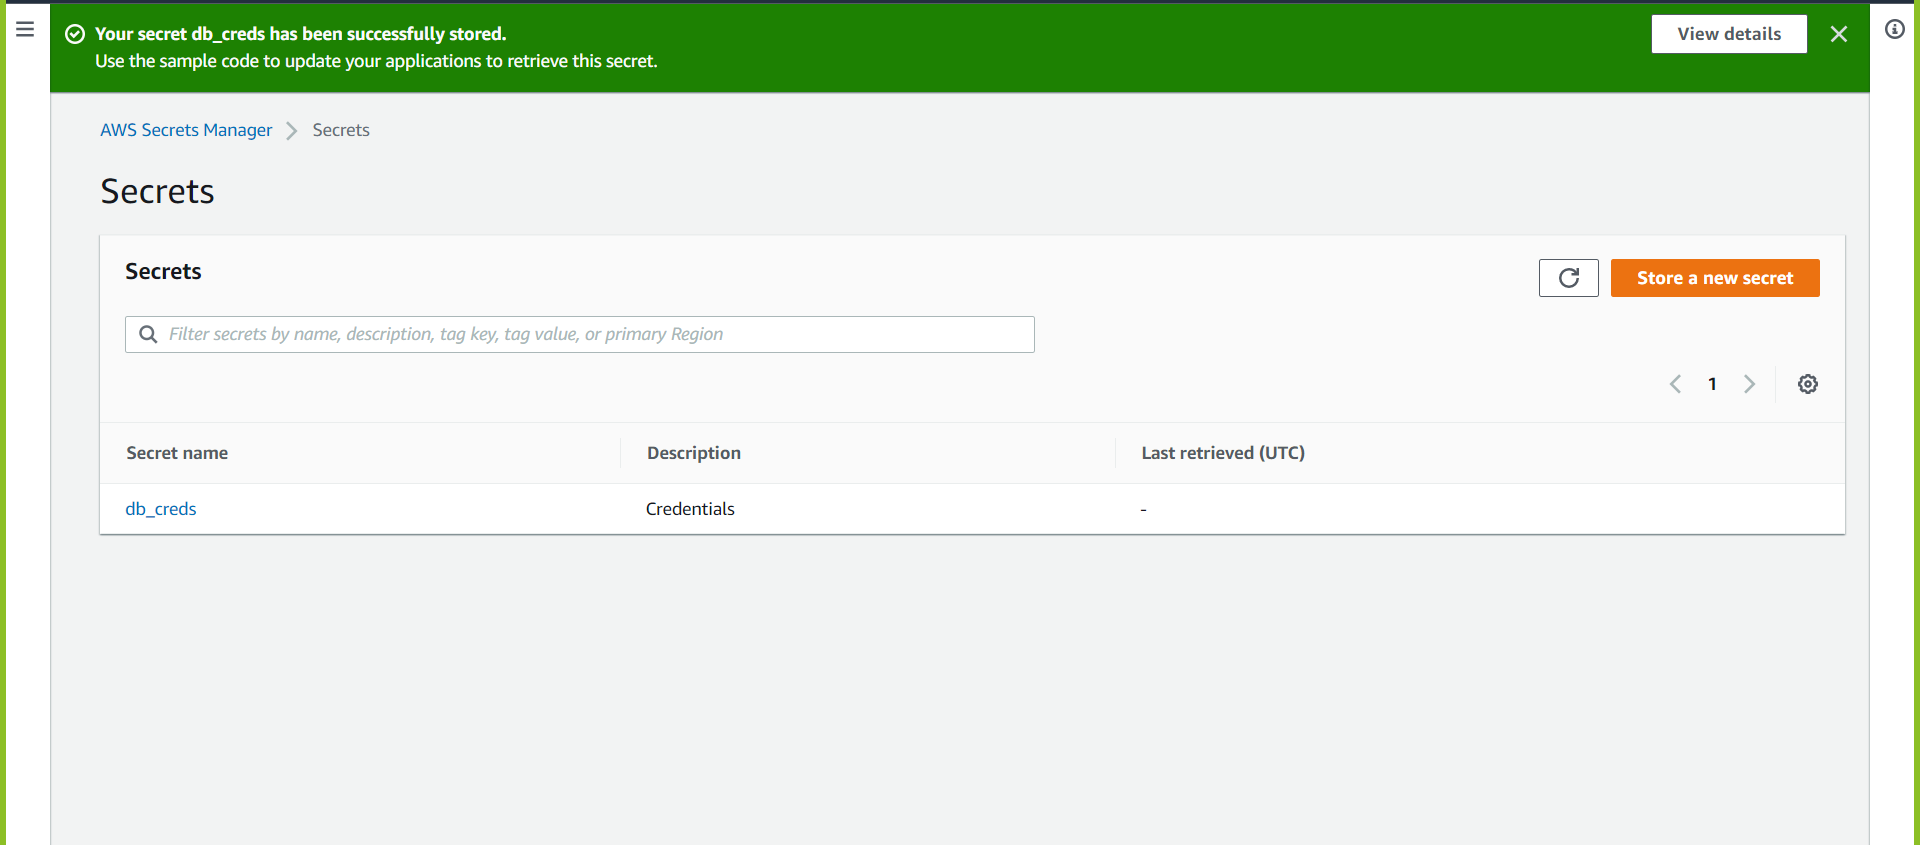 Your secret db_creds has been successfully stored.
Use the sample code to update your applications to retrieve this secret.
View details
AWS Secrets Manager
Secrets
Secrets
Secrets
Store a new secret
Filter secrets by name, description, tag key, tag value, or primary Region
1
Secret name
Description
Last retrieved (UTC)
db_creds
Credentials
-